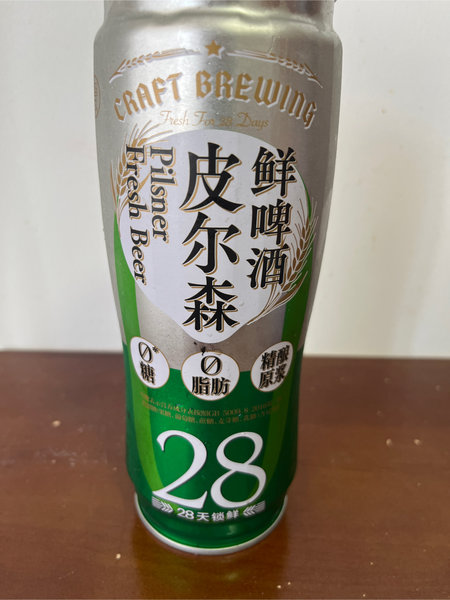 CRAFT BREWING
Fresh For 28 Days
鲜啤酒
皮尔森
Pilsner
Fresh Beer
0*
糖
0
脂肪
精酿
原浆
28
28天锁鲜